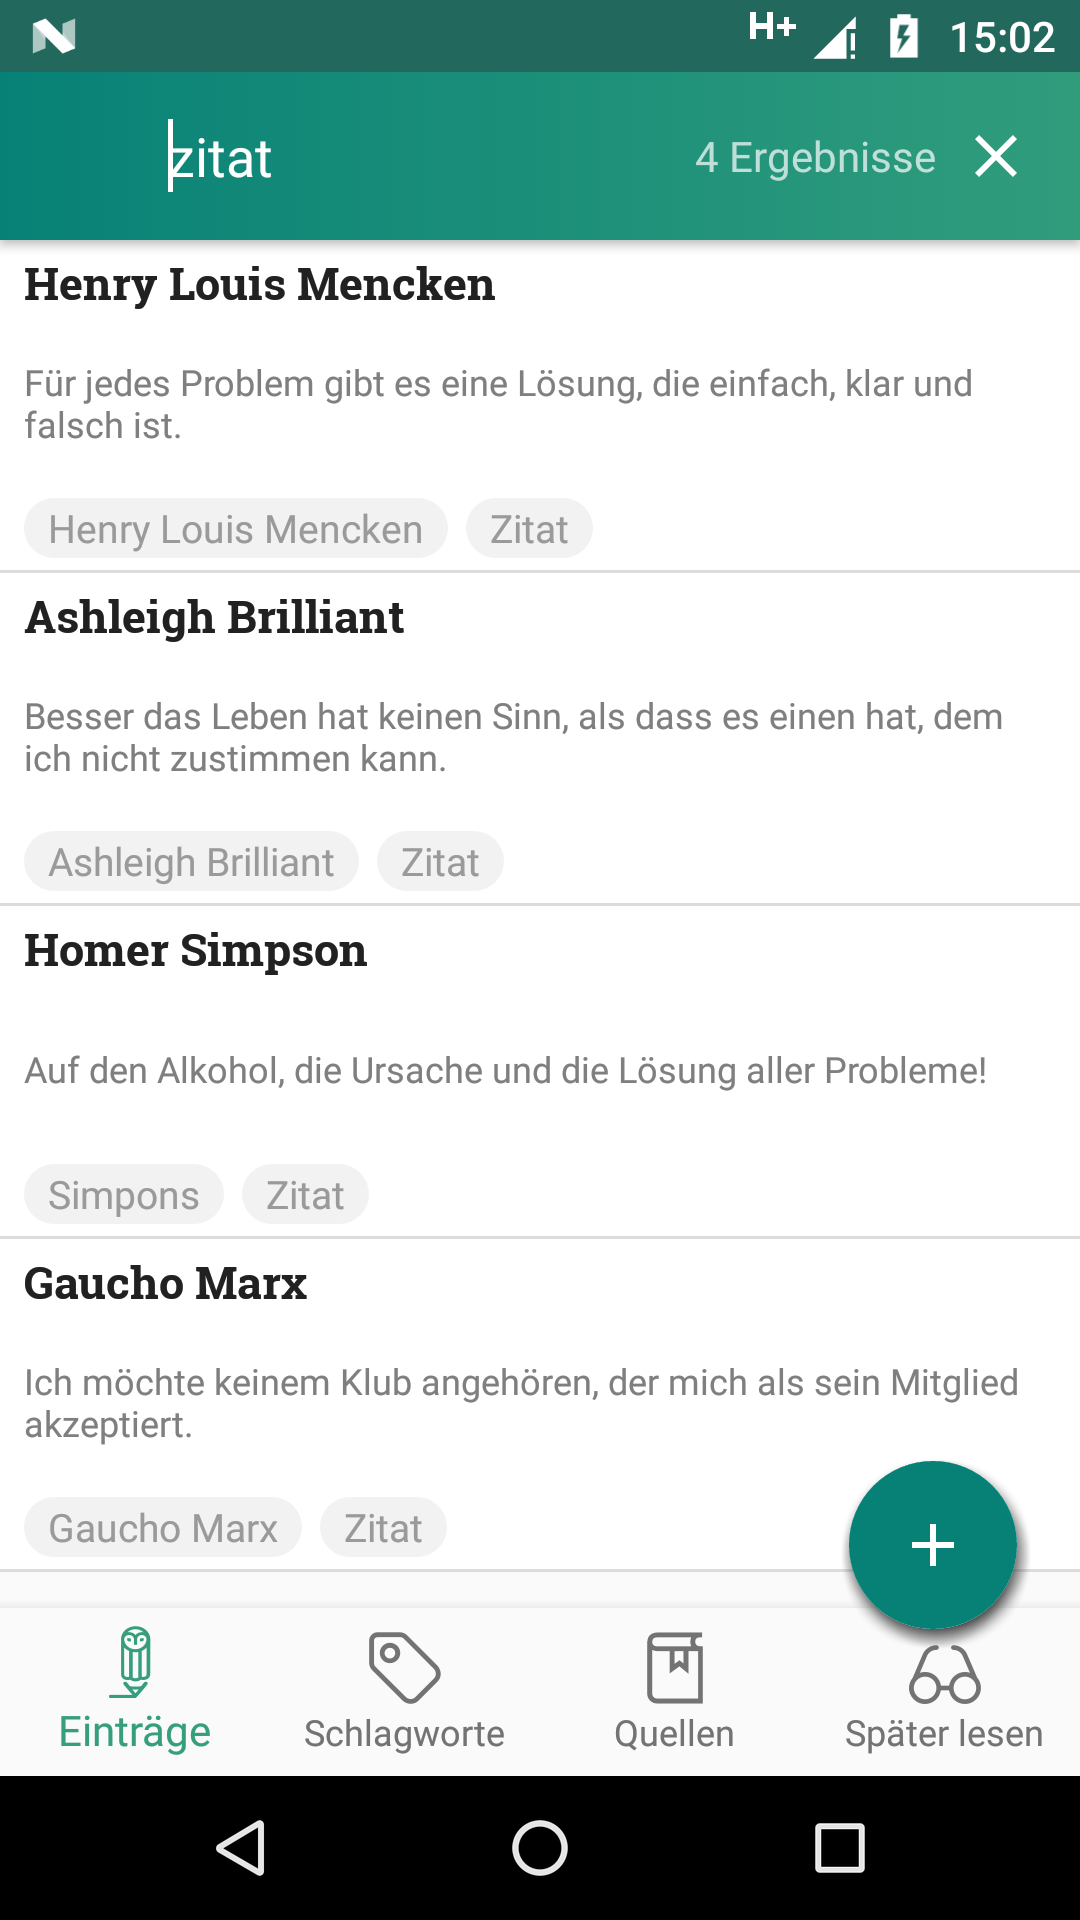 H+ 15:02
zitat 4 Ergebnisse
Henry Louis Mencken
Für jedes Problem gibt es eine Lösung, die einfach, klar und
falsch ist.
Henry Louis Mencken Zitat
Ashleigh Brilliant
Besser das Leben hat keinen Sinn, als dass es einen hat, dem
ich nicht zustimmen kann.
Ashleigh Brilliant Zitat
Homer Simpson
Auf den Alkohol, die Ursache und die Lösung aller Probleme!
Simpons Zitat
Gaucho Marx
Ich möchte keinem Klub angehören, der mich als sein Mitglied
akzeptiert.
Gaucho Marx Zitat
Einträge Schlagworte Quellen Später lesen